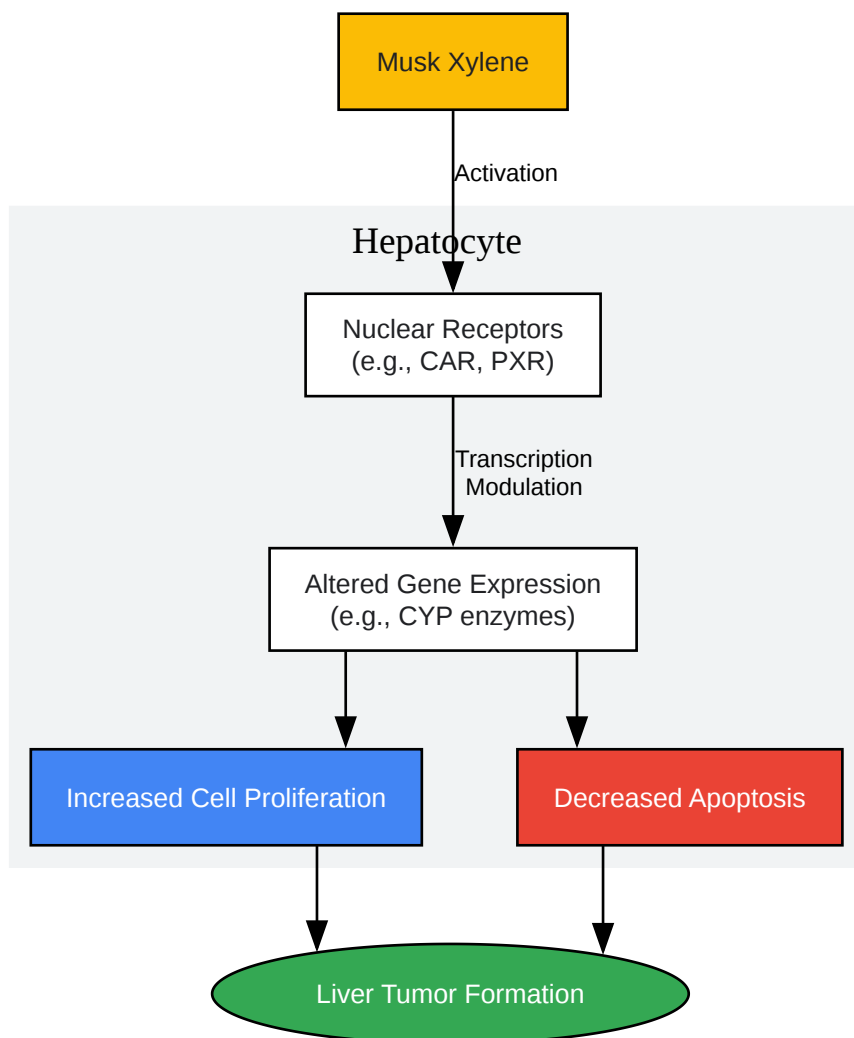 Musk Xylene
Activation
Hepatocyte
Nuclear Receptors
(e.g., CAR, PXR)
Transcription
Modulation
Altered Gene Expression
(e.g., CYP enzymes)
Increased Cell Proliferation
Decreased Apoptosis
Liver Tumor Formation